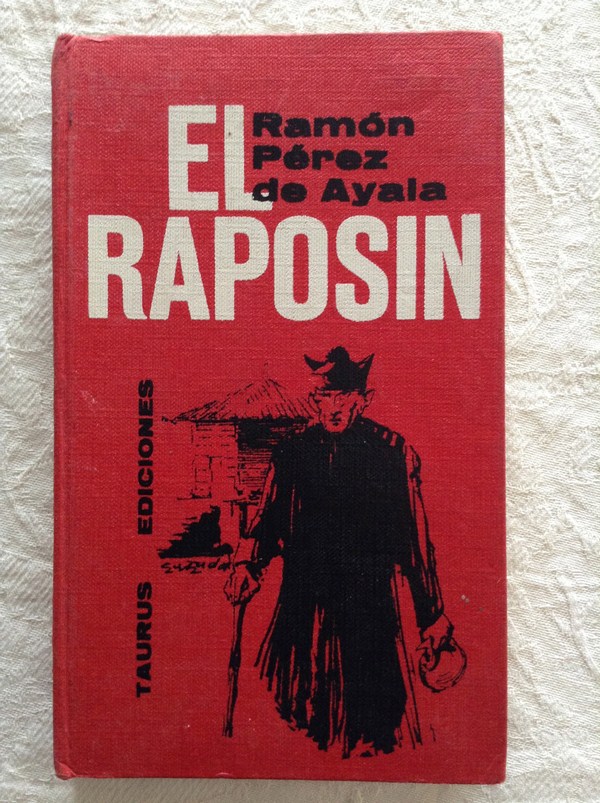 EL
Ramón
Pérez
de Ayala
RAPOSIN
TAURUS EDICIONES